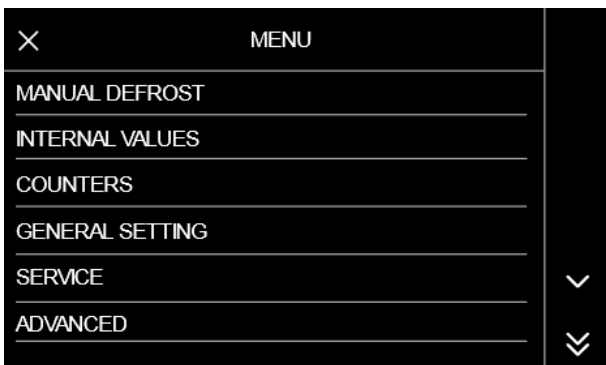 MENU
MANUAL DEFROST
INTERNAL VALUES
COUNTERS
GENERAL SETTING
SERVICE
ADVANCED